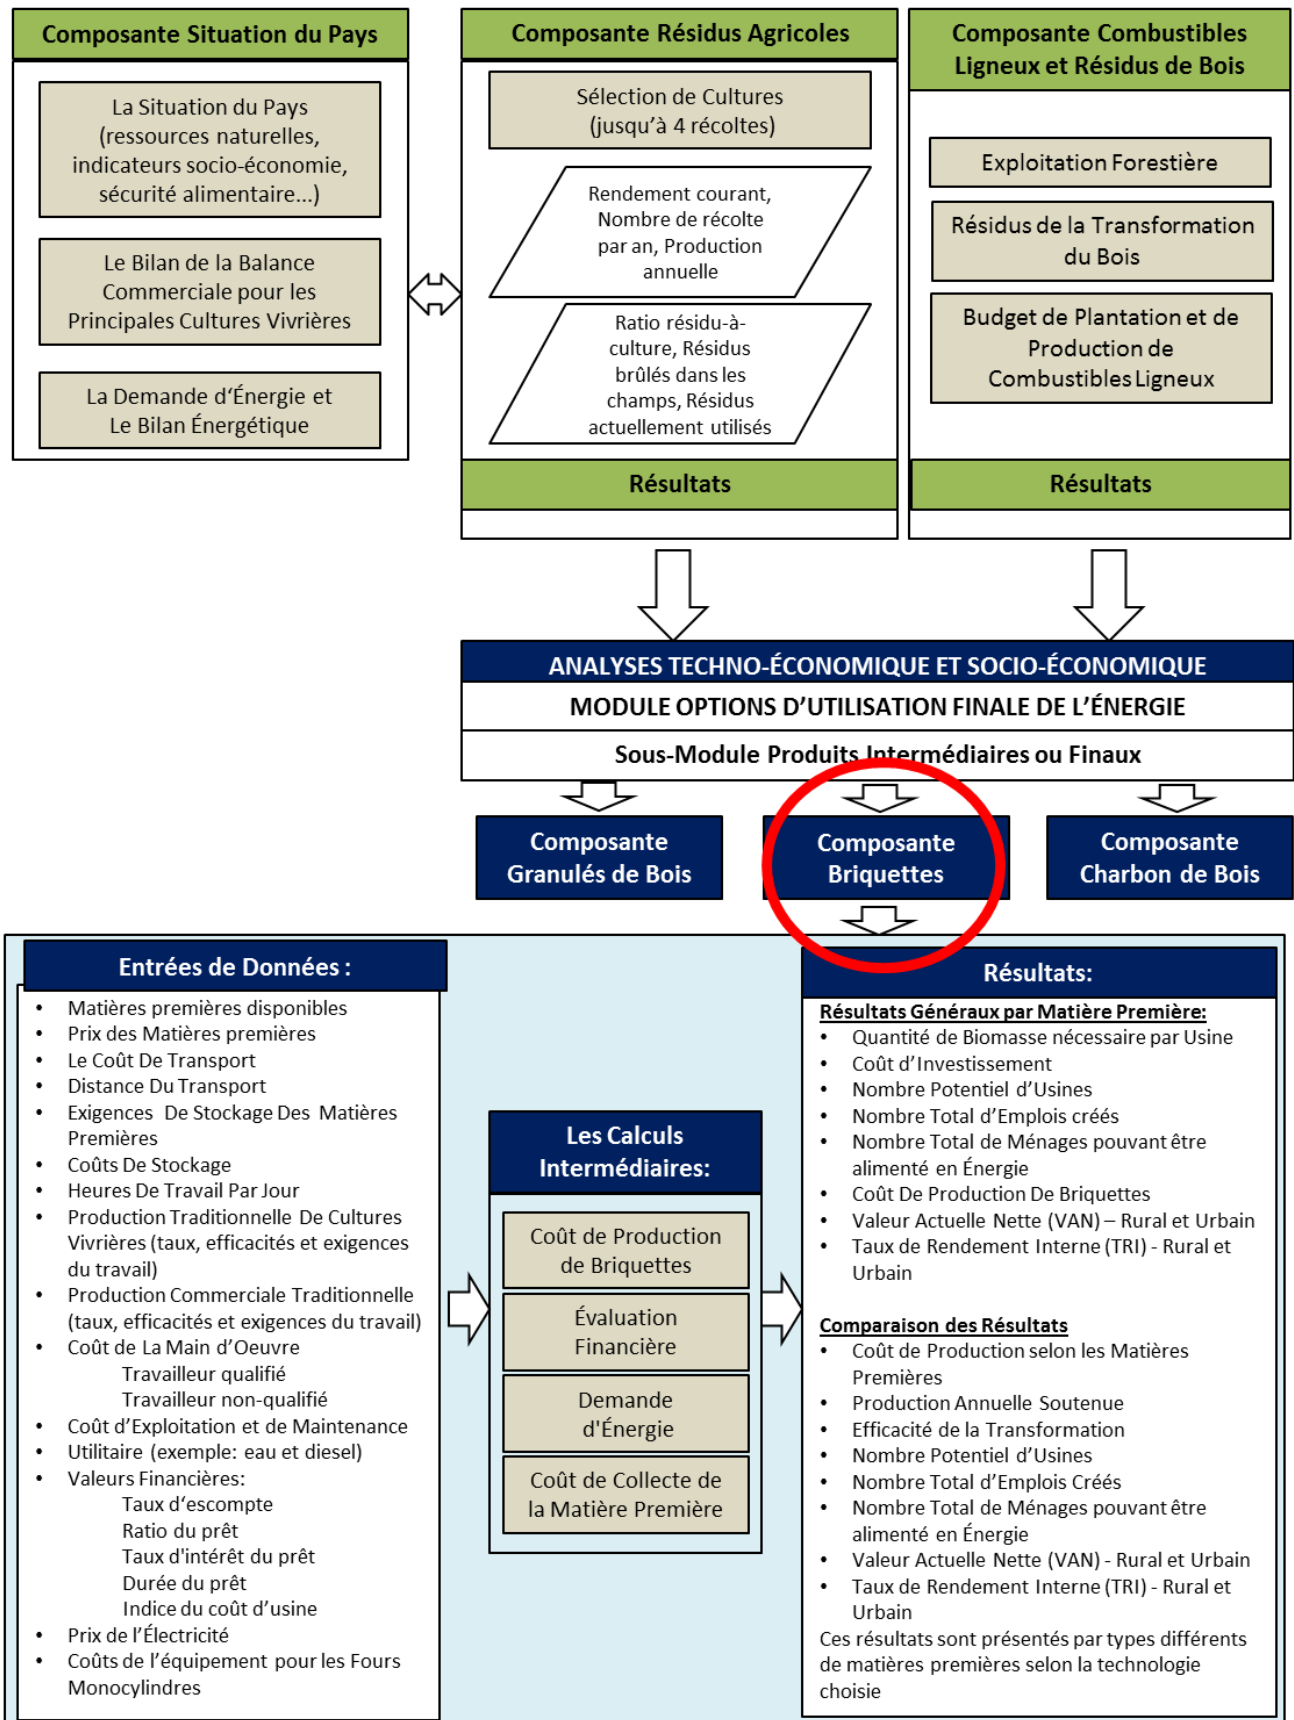 Composante Situation du Pays
La Situation du Pays
(ressources naturelles,
indicateurs socio-économie,
sécurité alimentaire...)
Le Bilan de la Balance
Commerciale pour les
Principales Cultures Vivrières
La Demande d‘Énergie et
Le Bilan Énergétique
Composante Résidus Agricoles
Sélection de Cultures
(jusqu’à 4 récoltes)
Rendement courant,
Nombre de récolte
par an, Production
annuelle
Ratio résidu-à-
culture, Résidus
brûlés dans les
champs, Résidus
actuellement utilisés
Résultats
Composante Combustibles
Ligneux et Résidus de Bois
Exploitation Forestière
Résidus de la Transformation
du Bois
Budget de Plantation et de
Production de
Combustibles Ligneux
Résultats
ANALYSES TECHNO-ÉCONOMIQUE ET SOCIO-ÉCONOMIQUE
MODULE OPTIONS D’UTILISATION FINALE DE L’ÉNERGIE
Sous-Module Produits Intermédiaires ou Finaux
Composante
Granulés de Bois
Composante
Briquettes
Composante
Charbon de Bois
Entrées de Données :
• Matières premières disponibles
• Prix des Matières premières
• Le Coût De Transport
• Distance Du Transport
• Exigences De Stockage Des Matières
Premières
• Coûts De Stockage
• Heures De Travail Par Jour
• Production Traditionnelle De Cultures
Vivrières (taux, efficacités et exigences
du travail)
• Production Commerciale Traditionnelle
(taux, efficacités et exigences du travail)
• Coût de La Main d’Oeuvre
Travailleur qualifié
Travailleur non-qualifié
• Coût d’Exploitation et de Maintenance
• Utilitaire (exemple: eau et diesel)
• Valeurs Financières:
Taux d‘escompte
Ratio du prêt
Taux d'intérêt du prêt
Durée du prêt
Indice du coût d’usine
• Prix de l’Électricité
• Coûts de l’équipement pour les Fours
Monocylindres
Les Calculs
Intermédiaires:
Coût de Production
de Briquettes
Évaluation
Financière
Demande
d'Énergie
Coût de Collecte de
la Matière Première
Résultats:
Résultats Généraux par Matière Première:
• Quantité de Biomasse nécessaire par Usine
• Coût d’Investissement
• Nombre Potentiel d’Usines
• Nombre Total d’Emplois créés
• Nombre Total de Ménages pouvant être
alimenté en Énergie
• Coût De Production De Briquettes
• Valeur Actuelle Nette (VAN) – Rural et Urbain
• Taux de Rendement Interne (TRI) - Rural et
Urbain
Comparaison des Résultats
• Coût de Production selon les Matières
Premières
• Production Annuelle Soutenue
• Efficacité de la Transformation
• Nombre Potentiel d’Usines
• Nombre Total d’Emplois Créés
• Nombre Total de Ménages pouvant être
alimenté en Énergie
• Valeur Actuelle Nette (VAN) - Rural et Urbain
• Taux de Rendement Interne (TRI) - Rural et
Urbain
Ces résultats sont présentés par types différents
de matières premières selon la technologie
choisie